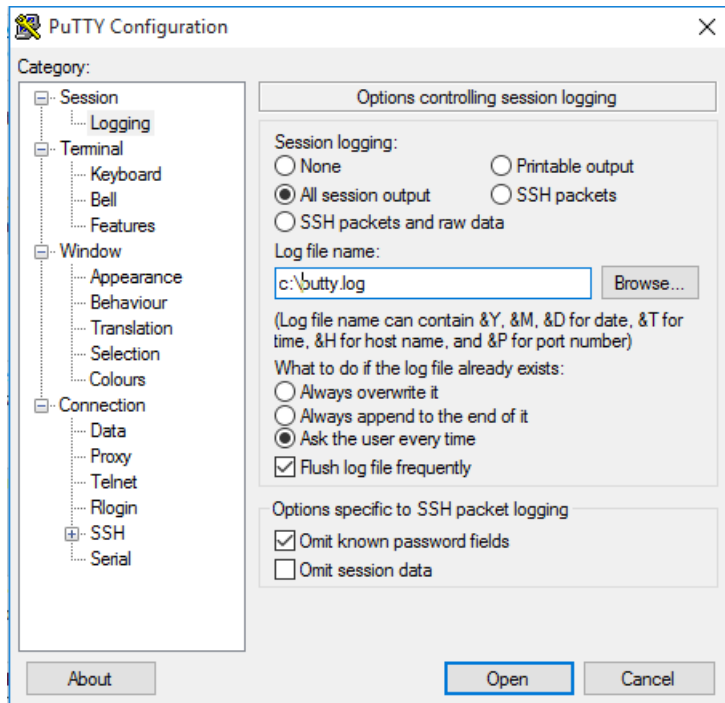 PuTTY Configuration
Category:
Session
Logging
Terminal
Keyboard
Bell
Features
Window
Appearance
Behaviour
Translation
Selection
Colours
Connection
Data
Proxy
Telnet
Rlogin
SSH
Serial
Options controlling session logging
Session logging:
None
Printable output
All session output
SSH packets
SSH packets and raw data
Log file name:
c:\putty.log
Browse...
(Log file name can contain &Y, &M, &D for date, &T for
time, &H for host name, and &P for port number)
What to do if the log file already exists:
Always overwrite it
Always append to the end of it
Ask the user every time
Flush log file frequently
Options specific to SSH packet logging
Omit known password fields
Omit session data
About
Open
Cancel